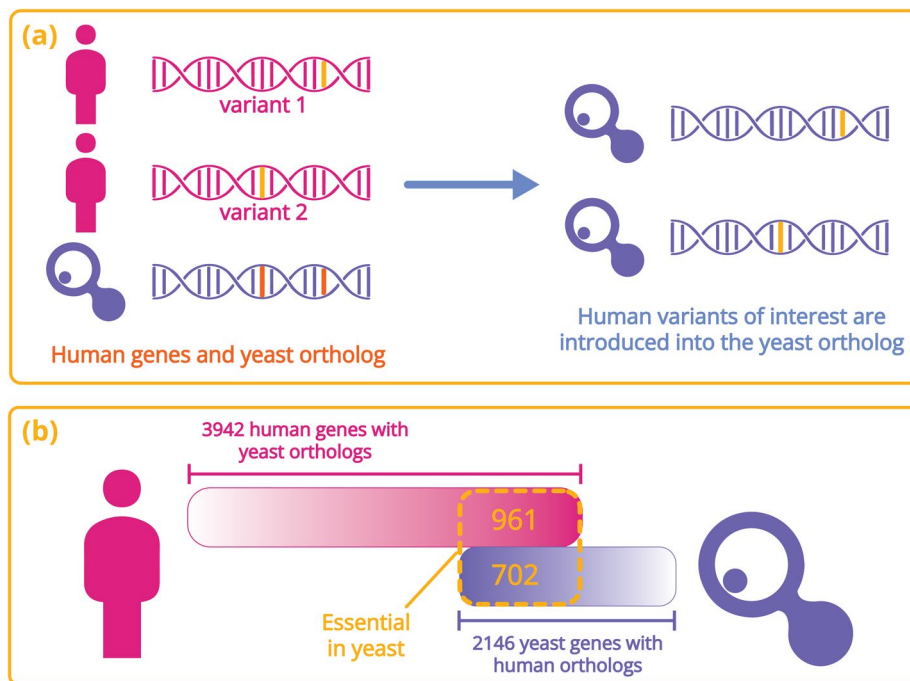 (a)
variant 1
variant 2
Human genes and yeast ortholog
Human variants of interest are
introduced into the yeast ortholog
(b)
3942 human genes with
yeast orthologs
961
702
Essential
in yeast
2146 yeast genes with
human orthologs